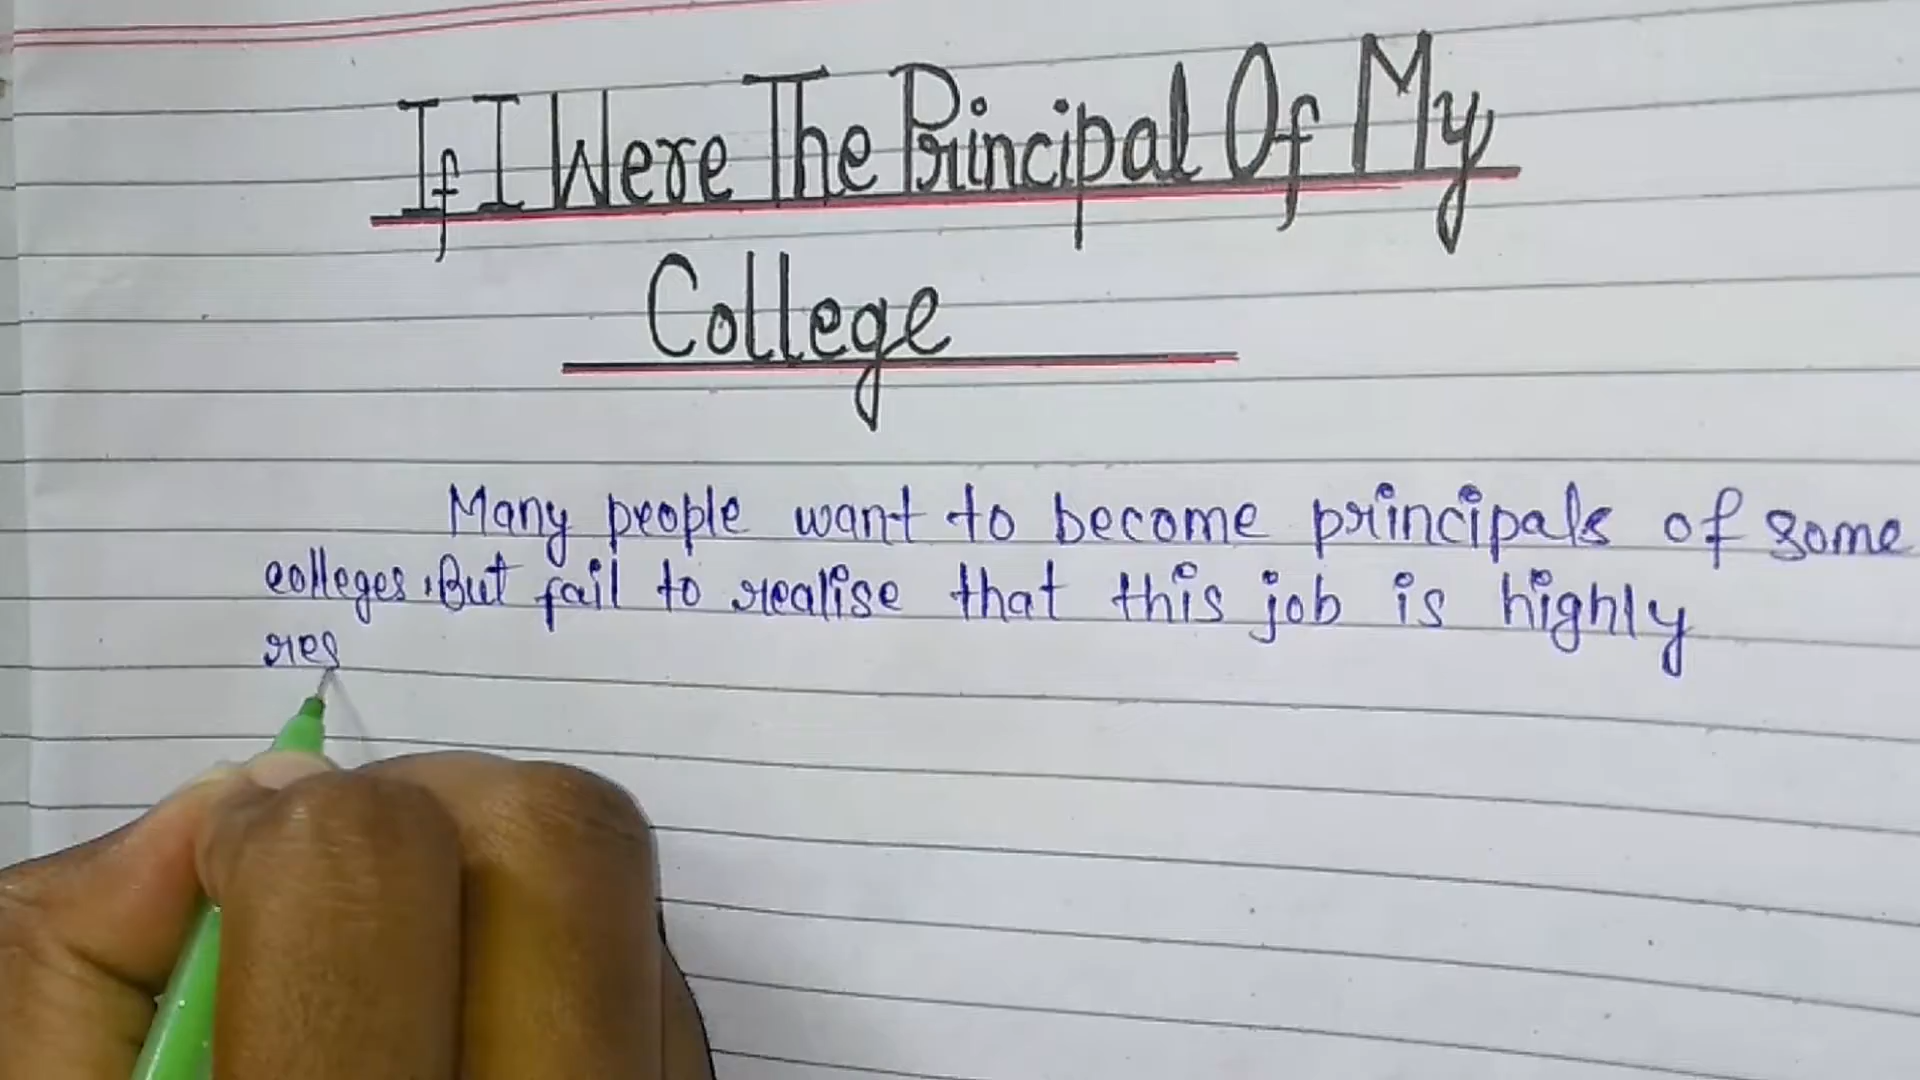 If I Were The Principal Of My
College
Many people want to become principals of some
colleges. But fail to realise that this job is highly
res